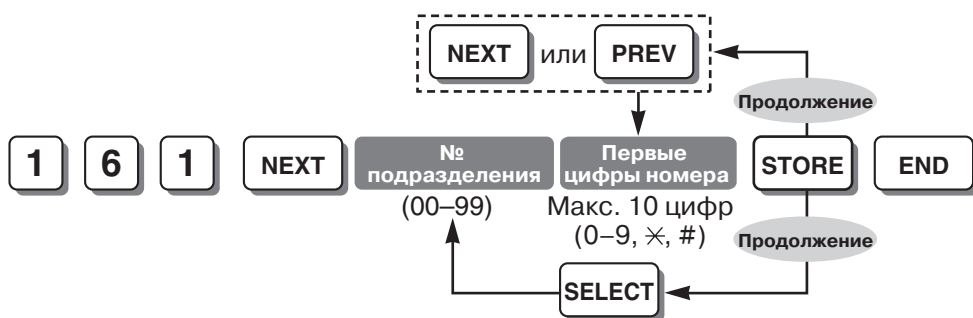 NEXT или PREV
Продолжение
1 6 1 NEXT № подразделения Первые цифры номера STORE END
(00–99) Макс. 10 цифр
(0–9, ✳, #)
Продолжение
SELECT